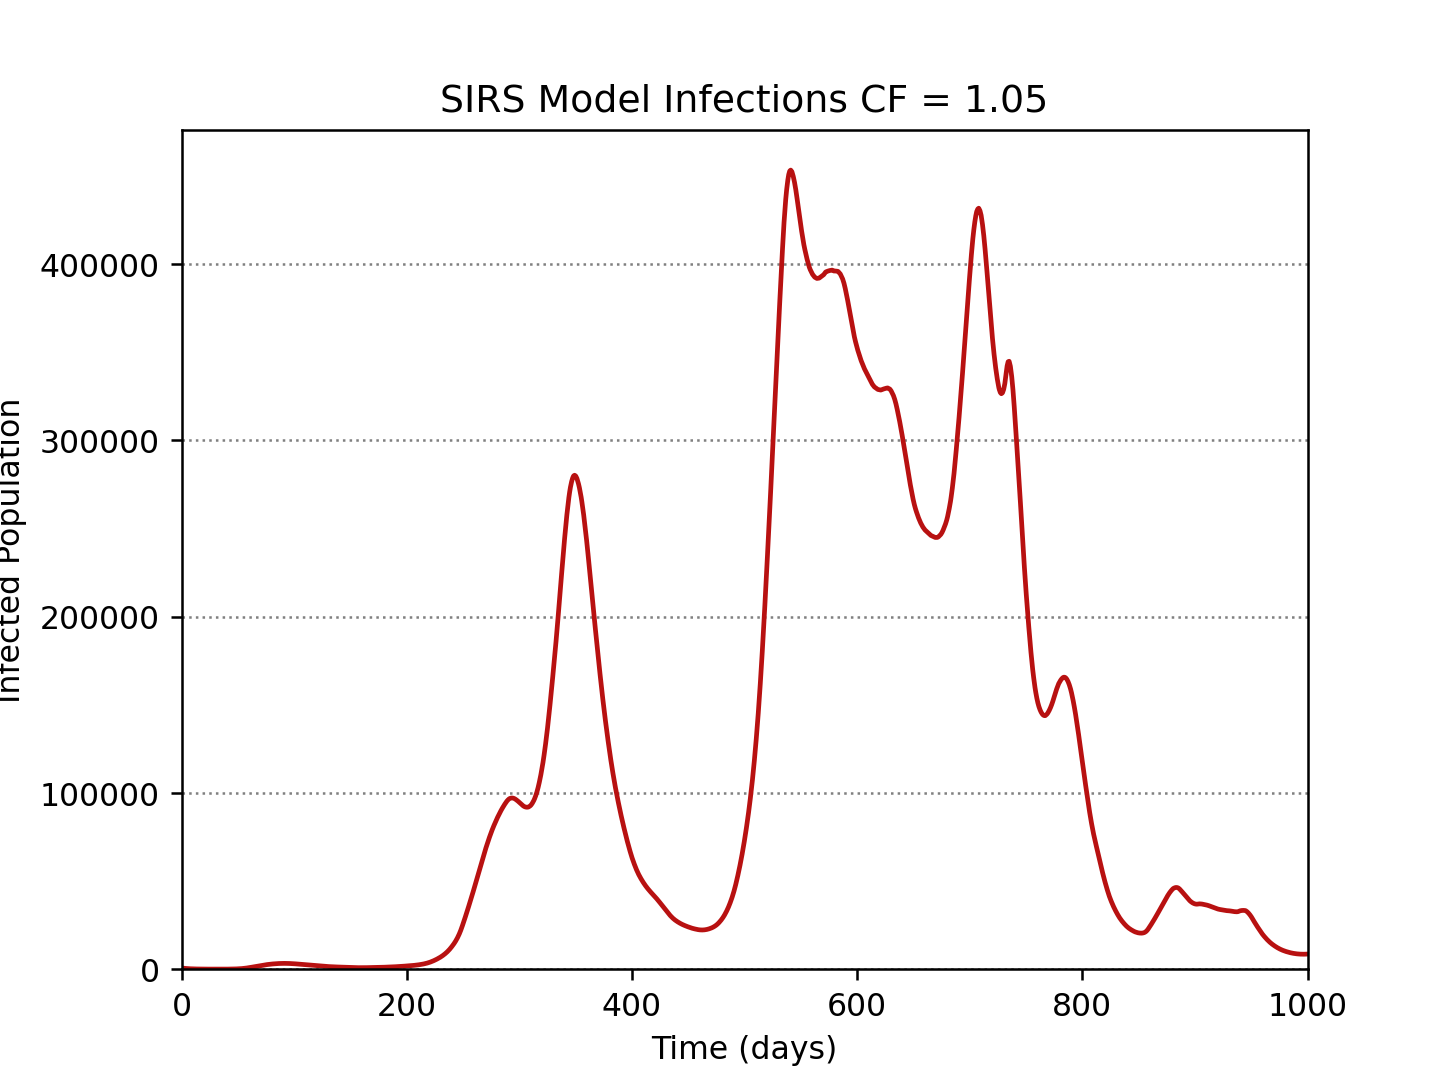 SIRS Model Infections CF = 1.05
Infected Population
400000
300000
200000
100000
0
0 200 400 600 800 1000
Time (days)